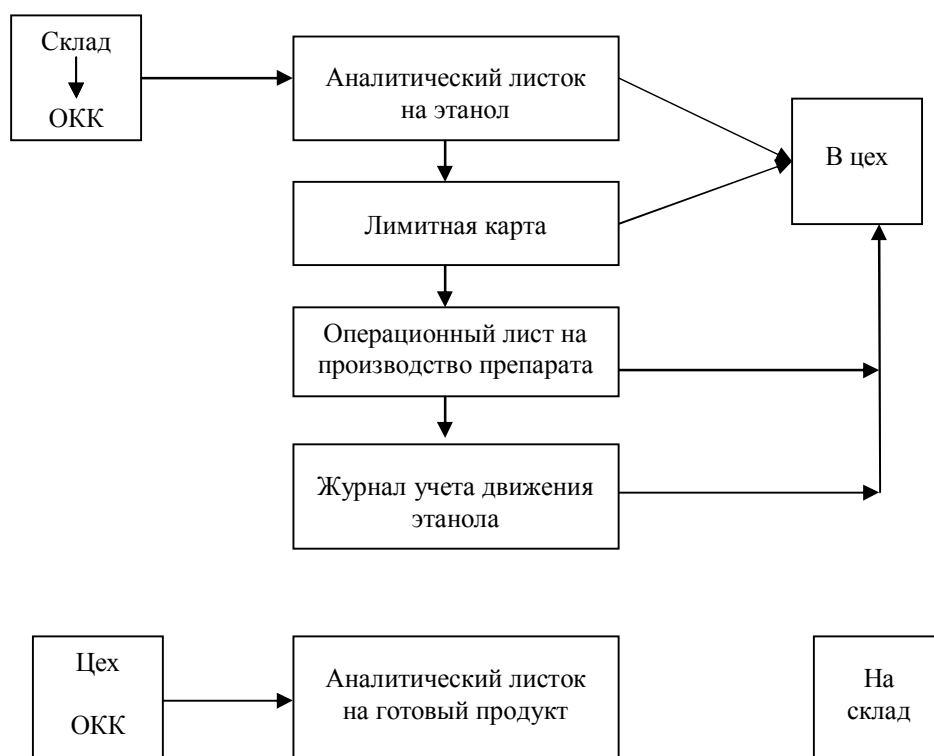 Склад
ОКК
Аналитический листок
на этанол
В цех
Лимитная карта
Операционный лист на
производство препарата
Журнал учета движения
этанола
Цех
ОКК
Аналитический листок
на готовый продукт
На
склад